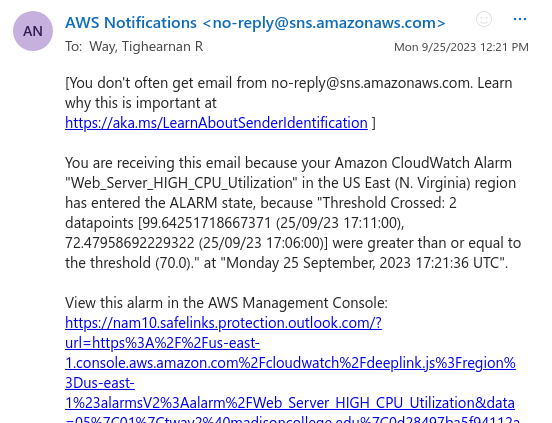 AN
AWS Notifications <no-reply@sns.amazonaws.com>
To: Way, Tighearnan R
Mon 9/25/2023 12:21 PM
[You don't often get email from no-reply@sns.amazonaws.com. Learn
why this is important at
https://aka.ms/LearnAboutSenderIdentification ]
You are receiving this email because your Amazon CloudWatch Alarm
"Web_Server_HIGH_CPU_Utilization" in the US East (N. Virginia) region
has entered the ALARM state, because "Threshold Crossed: 2
datapoints [99.64251718667371 (25/09/23 17:11:00),
72.47958692229322 (25/09/23 17:06:00)] were greater than or equal to
the threshold (70.0)." at "Monday 25 September, 2023 17:21:36 UTC".
View this alarm in the AWS Management Console:
https://nam10.safelinks.protection.outlook.com/?
url=https%3A%2F%2Fus-east-
1.console.aws.amazon.com%2Fcloudwatch%2Fdeeplink.js%3Fregion%
3Dus-east-
1%23alarmsV2%3Aalarm%2FWeb_Server_HIGH_CPU_Utilization&data
=05%7C01%7Ctway2%40madisoncollege.edu%7C0d28497ba5f94112a